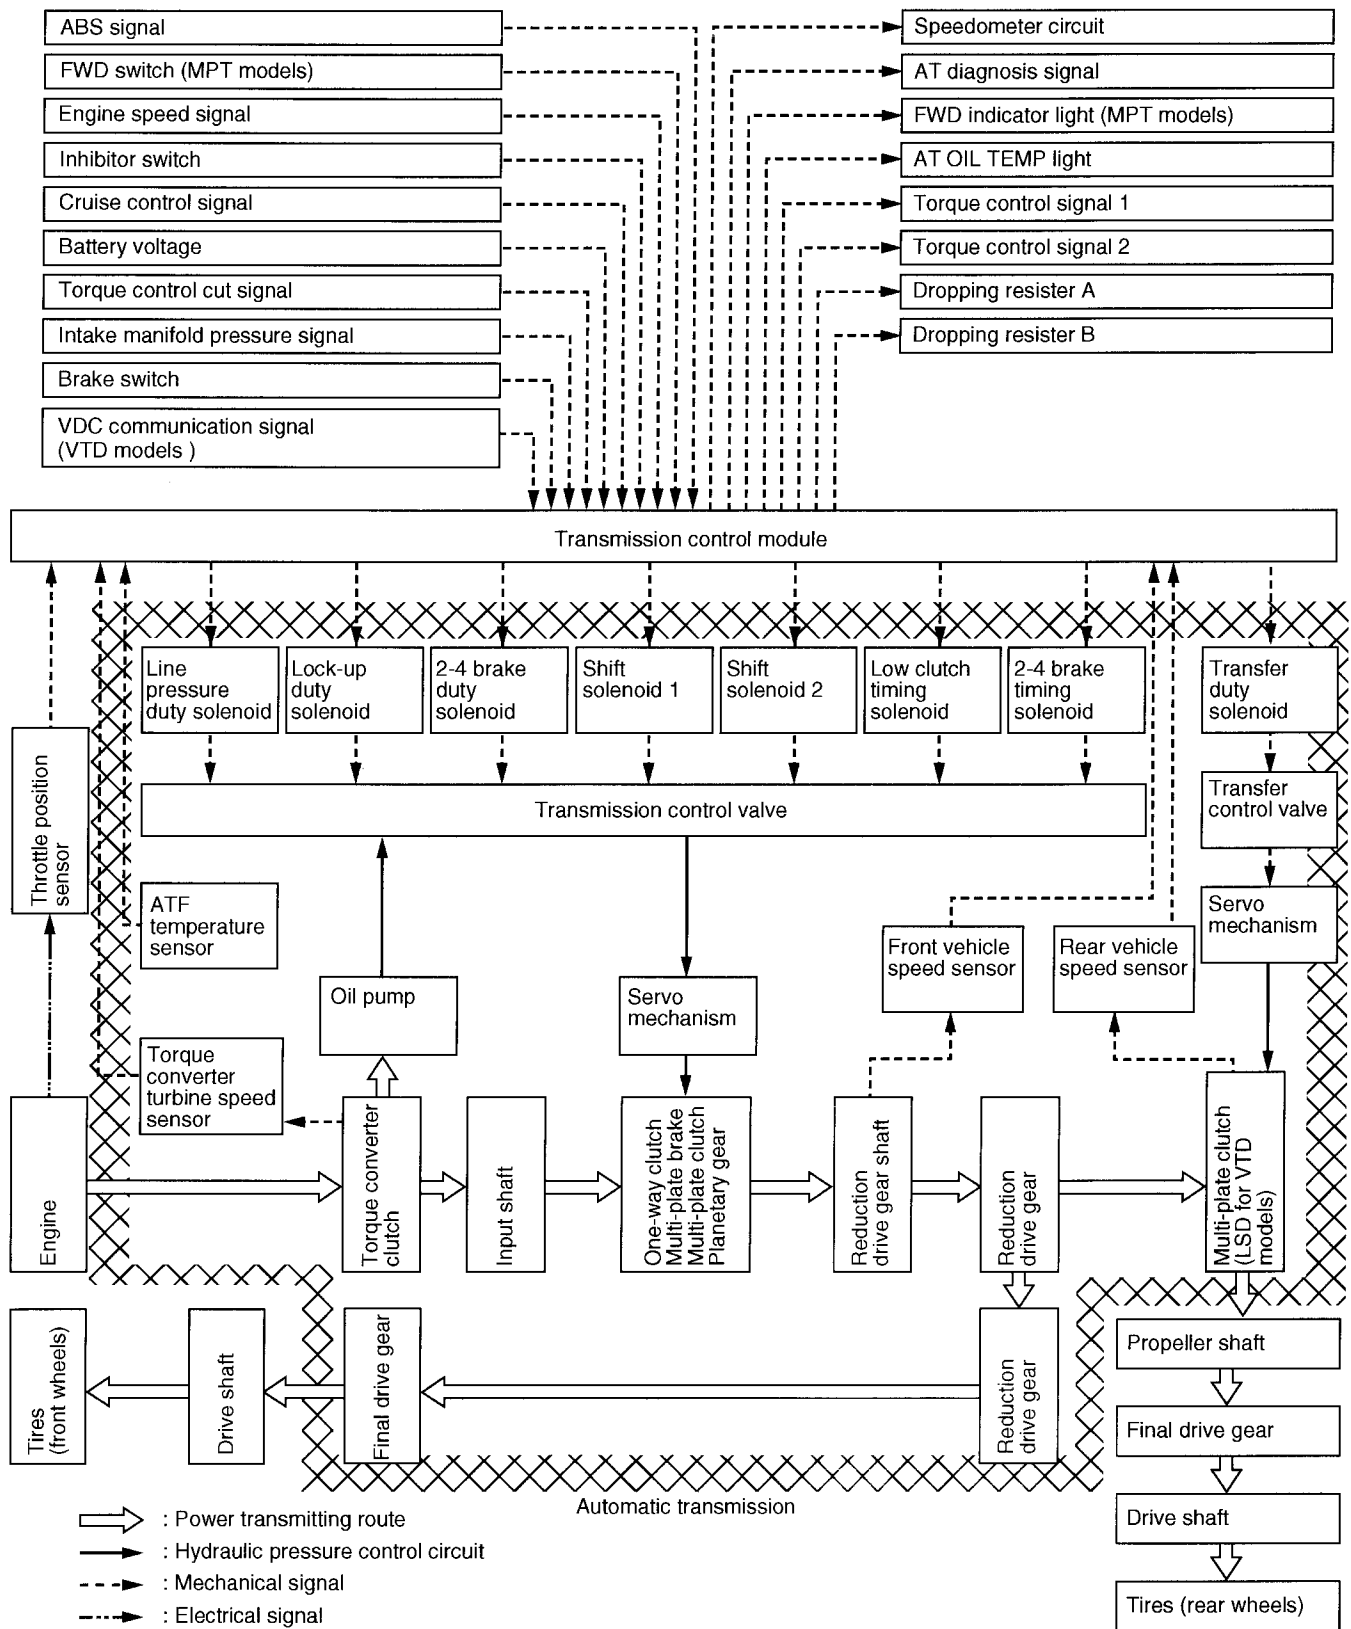 ABS signal
FWD switch (MPT models)
Engine speed signal
Inhibitor switch
Cruise control signal
Battery voltage
Torque control cut signal
Intake manifold pressure signal
Brake switch
VDC communication signal
(VTD models )
Speedometer circuit
AT diagnosis signal
FWD indicator light (MPT models)
AT OIL TEMP light
Torque control signal 1
Torque control signal 2
Dropping resister A
Dropping resister B
Transmission control module
Line
pressure
duty solenoid
Lock-up
duty
solenoid
2-4 brake
duty
solenoid
Shift
solenoid 1
Shift
solenoid 2
Low clutch
timing
solenoid
2-4 brake
timing
solenoid
Transfer
duty
solenoid
Throttle position
sensor
Transmission control valve
Transfer
control valve
ATF
temperature
sensor
Servo
mechanism
Front vehicle
speed sensor
Rear vehicle
speed sensor
Oil pump
Servo
mechanism
Torque
converter
turbine speed
sensor
Engine
Torque converter
clutch
Input shaft
One-way clutch
Multi-plate brake
Multi-plate clutch
Planetary gear
Reduction
drive gear shaft
Reduction
drive gear
Multi-plate clutch
(LSD for VTD
models)
Tires
(front wheels)
Drive shaft
Final drive gear
Reduction
drive gear
Propeller shaft
Final drive gear
Drive shaft
Tires (rear wheels)
Automatic transmission
: Power transmitting route
: Hydraulic pressure control circuit
: Mechanical signal
: Electrical signal